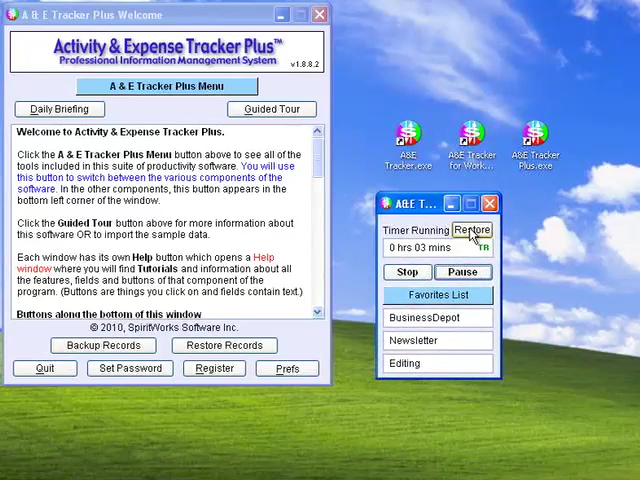 A & E Tracker Plus Welcome
Activity & Expense Tracker Plus™
Professional Information Management System
v1.8.8.2
A & E Tracker Plus Menu
Daily Briefing
Guided Tour
Welcome to Activity & Expense Tracker Plus.
Click the A & E Tracker Plus Menu button above to see all of the
tools included in this suite of productivity software. You will use
this button to switch between the various components of the
software. In the other components, this button appears in the
bottom left corner of the window.
Click the Guided Tour button above for more information about
this software OR to import the sample data.
Each window has its own Help button which opens a Help
window where you will find Tutorials and information about all
the features, fields and buttons of that component of the
program. (Buttons are things you click on and fields contain text.)
Buttons along the bottom of this window
© 2010, SpiritWorks Software Inc.
Backup Records
Restore Records
Quit
Set Password
Register
Prefs
A&E
Tracker.exe
A&E Tracker
for Work...
A&E Tracker
Plus.exe
A&E T...
Timer Running
Restore
0 hrs 03 mins
TR
Stop
Pause
Favorites List
BusinessDepot
Newsletter
Editing